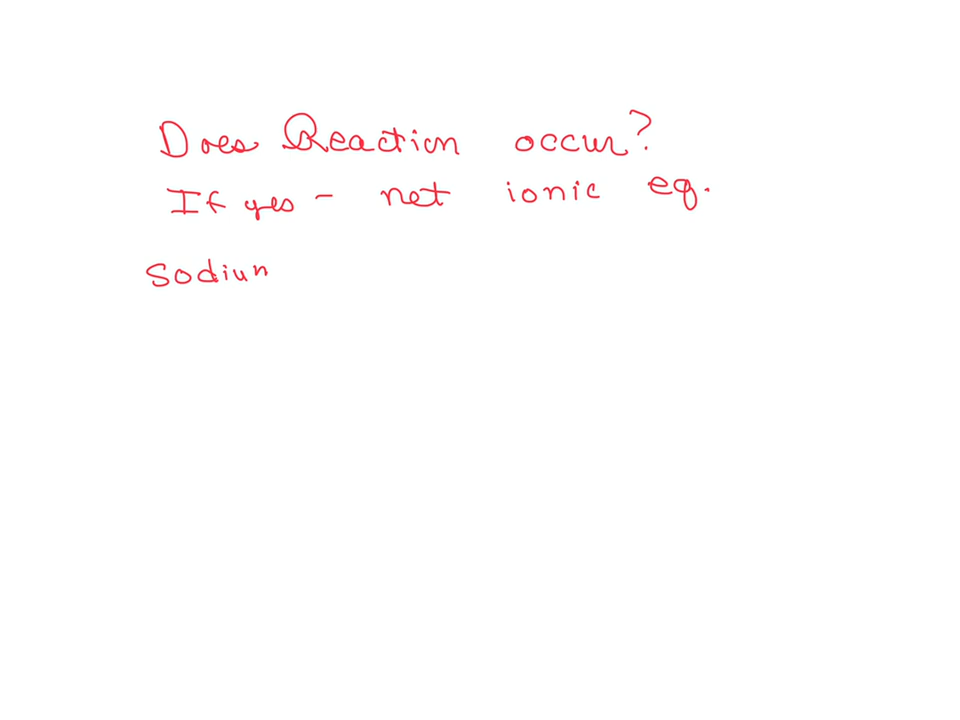 Does Reaction occur?
If yes - net ionic eq.
Sodiun